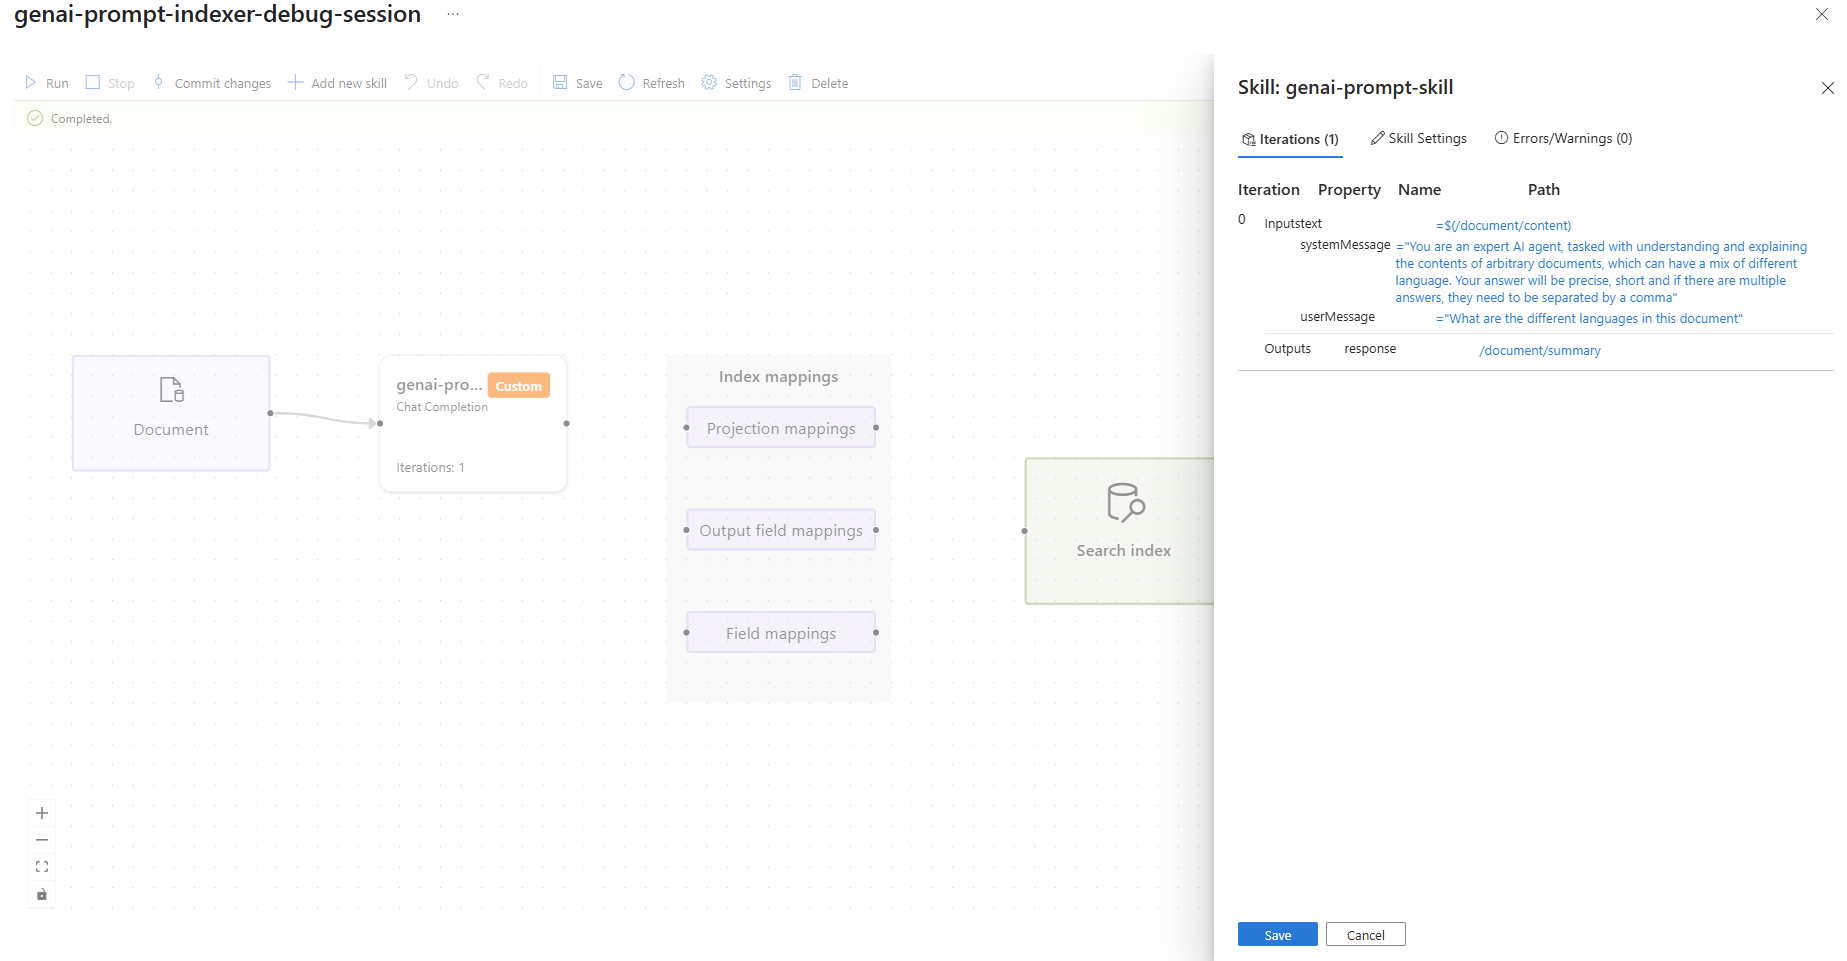 genai-prompt-indexer-debug-session ...
Run Stop Commit changes Add new skill Undo Redo Save Refresh Settings Delete
Completed.
Document
genai-pro... Custom
Chat Completion
Iterations: 1
Index mappings
Projection mappings
Output field mappings
Field mappings
Search index
Skill: genai-prompt-skill
Iterations (1) Skill Settings Errors/Warnings (0)
Iteration Property Name Path
0 Inputs text =$(/document/content)
systemMessage ="You are an expert AI agent, tasked with understanding and explaining
the contents of arbitrary documents, which can have a mix of different
language. Your answer will be precise, short and if there are multiple
answers, they need to be separated by a comma"
userMessage ="What are the different languages in this document"
Outputs response /document/summary
Save Cancel